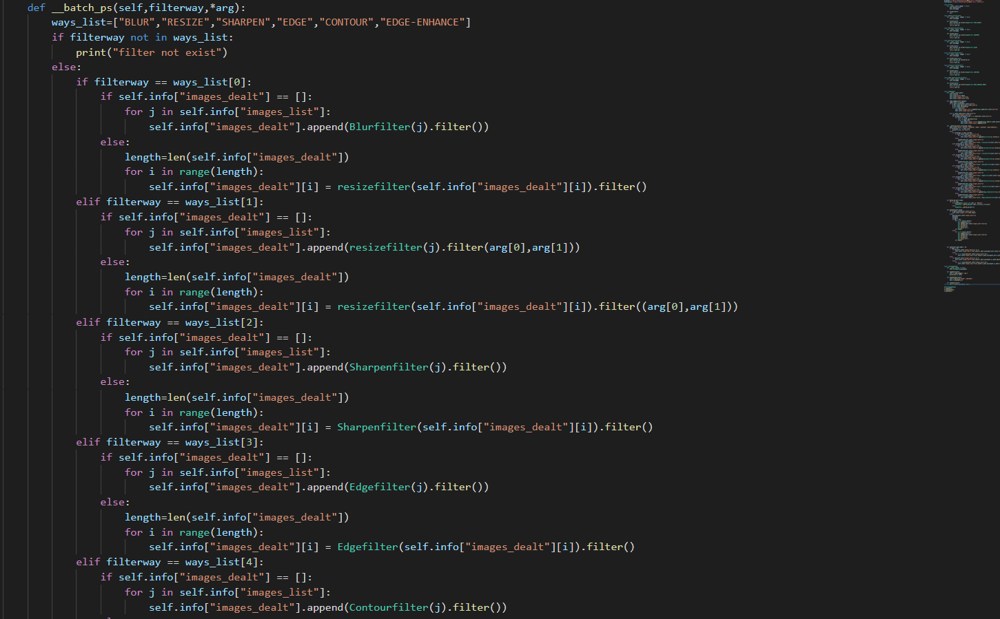 def __batch_ps(self,filterway,*arg):
ways_list=["BLUR","RESIZE","SHARPEN","EDGE","CONTOUR","EDGE-ENHANCE"]
if filterway not in ways_list:
print("filter not exist")
else:
if filterway == ways_list[0]:
if self.info["images_dealt"] == []:
for j in self.info["images_list"]:
self.info["images_dealt"].append(Blurfilter(j).filter())
else:
length=len(self.info["images_dealt"])
for i in range(length):
self.info["images_dealt"][i] = resizefilter(self.info["images_dealt"][i]).filter()
elif filterway == ways_list[1]:
if self.info["images_dealt"] == []:
for j in self.info["images_list"]:
self.info["images_dealt"].append(resizefilter(j).filter(arg[0],arg[1]))
else:
length=len(self.info["images_dealt"])
for i in range(length):
self.info["images_dealt"][i] = resizefilter(self.info["images_dealt"][i]).filter((arg[0],arg[1]))
elif filterway == ways_list[2]:
if self.info["images_dealt"] == []:
for j in self.info["images_list"]:
self.info["images_dealt"].append(Sharpenfilter(j).filter())
else:
length=len(self.info["images_dealt"])
for i in range(length):
self.info["images_dealt"][i] = Sharpenfilter(self.info["images_dealt"][i]).filter()
elif filterway == ways_list[3]:
if self.info["images_dealt"] == []:
for j in self.info["images_list"]:
self.info["images_dealt"].append(Edgefilter(j).filter())
else:
length=len(self.info["images_dealt"])
for i in range(length):
self.info["images_dealt"][i] = Edgefilter(self.info["images_dealt"][i]).filter()
elif filterway == ways_list[4]:
if self.info["images_dealt"] == []:
for j in self.info["images_list"]:
self.info["images_dealt"].append(Contourfilter(j).filter())